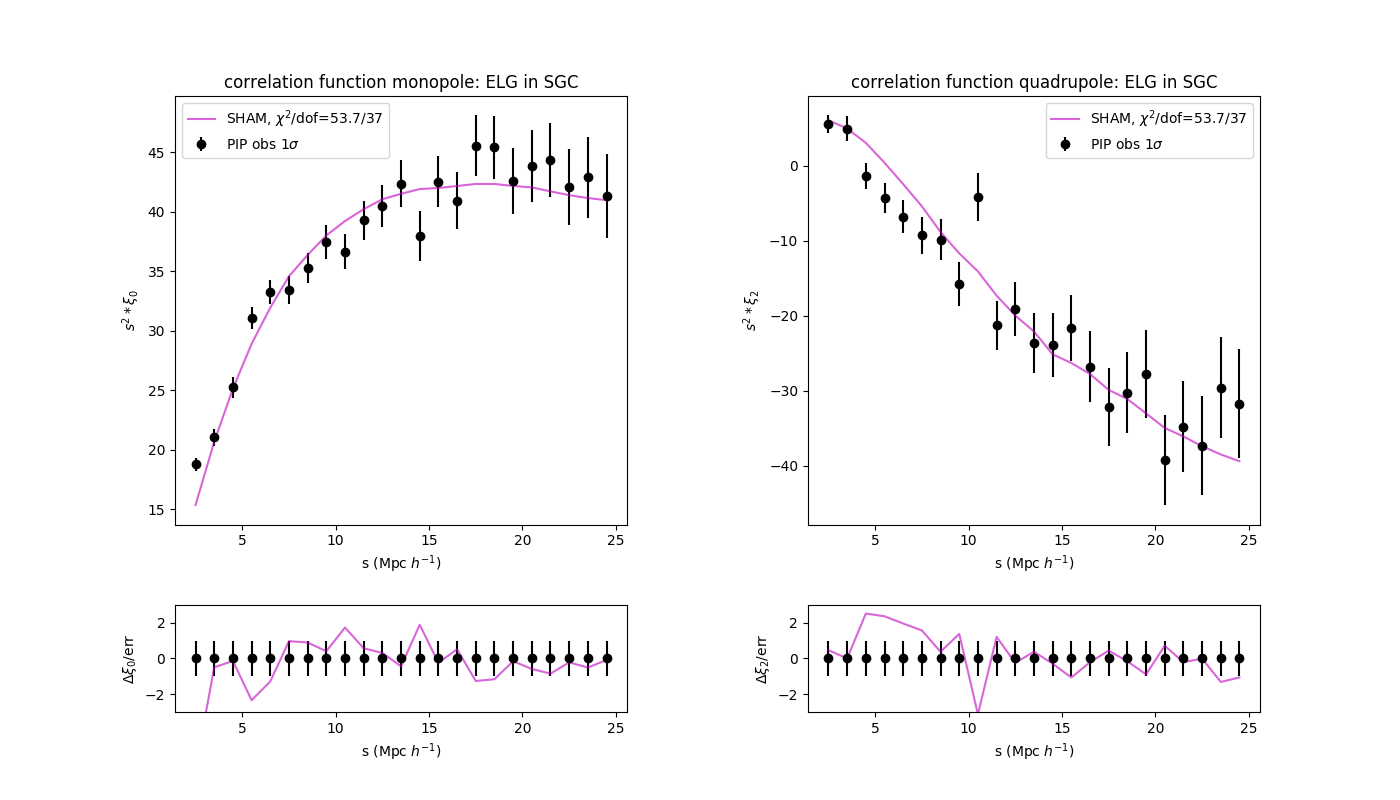 correlation function monopole: ELG in SGC
SHAM, χ²/dof=53.7/37
PIP obs 1σ
s² * ξ₀
45
40
35
30
25
20
15
5 10 15 20 25
s (Mpc h⁻¹)
Δξ₀/err
2
0
−2
5 10 15 20 25
s (Mpc h⁻¹)
correlation function quadrupole: ELG in SGC
SHAM, χ²/dof=53.7/37
PIP obs 1σ
s² * ξ₂
0
−10
−20
−30
−40
5 10 15 20 25
s (Mpc h⁻¹)
Δξ₂/err
2
0
−2
5 10 15 20 25
s (Mpc h⁻¹)